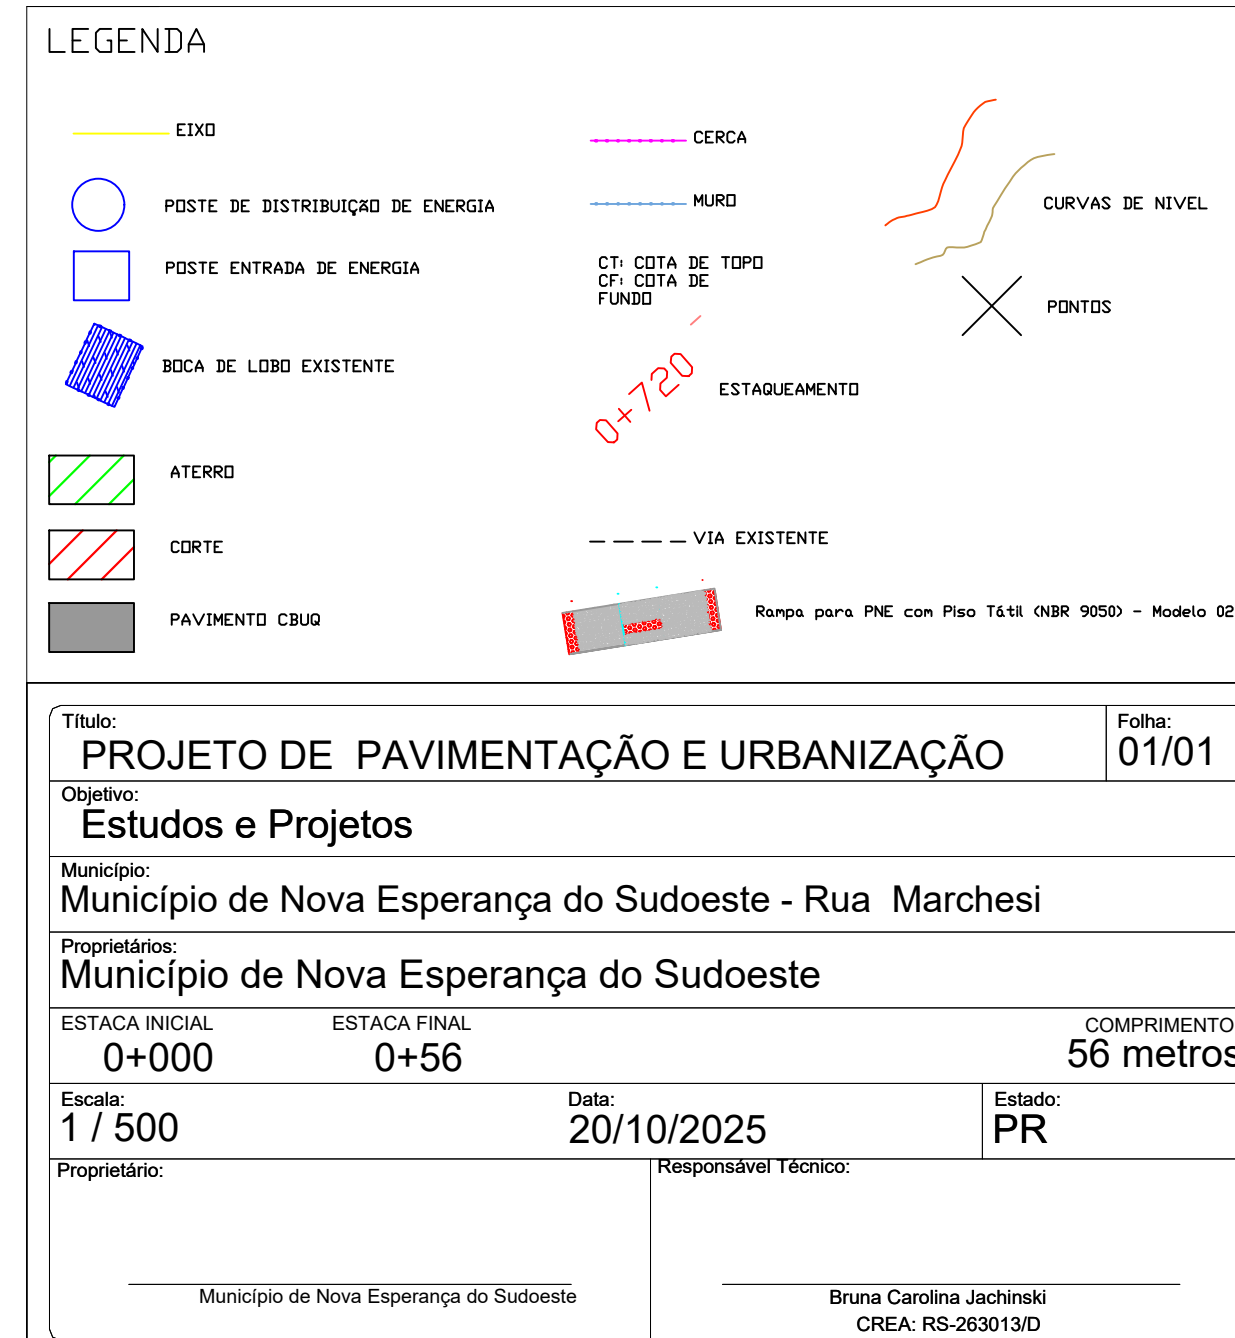 LEGENDA
EIXO
CERCA
POSTE DE DISTRIBUIÇÃO DE ENERGIA
MURO
CURVAS DE NIVEL
POSTE ENTRADA DE ENERGIA
CT: COTA DE TOPO
CF: COTA DE
FUNDO
PONTOS
BOCA DE LOBO EXISTENTE
0+720
ESTAQUEAMENTO
ATERRO
CORTE
VIA EXISTENTE
PAVIMENTO CBUQ
Rampa para PNE com Piso Tátil (NBR 9050) - Modelo 02
Título:
PROJETO DE PAVIMENTAÇÃO E URBANIZAÇÃO
Folha:
01/01
Objetivo:
Estudos e Projetos
Município:
Município de Nova Esperança do Sudoeste - Rua Marchesi
Proprietários:
Município de Nova Esperança do Sudoeste
ESTACA INICIAL
0+000
ESTACA FINAL
0+56
COMPRIMENTO
56 metros
Escala:
1 / 500
Data:
20/10/2025
Estado:
PR
Proprietário:
Responsável Técnico:
Município de Nova Esperança do Sudoeste
Bruna Carolina Jachinski
CREA: RS-263013/D